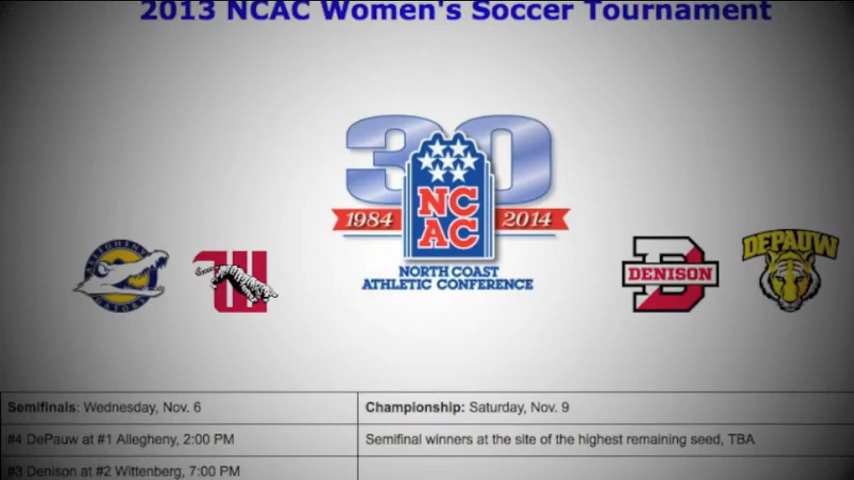 2013 NCAC Women's Soccer Tournament
30
NC
AC
1984 2014
NORTH COAST
ATHLETIC CONFERENCE
ALLEGHENY
GATORS
W
D
DENISON
DEPAUW
Semifinals: Wednesday, Nov. 6
Championship: Saturday, Nov. 9
#4 DePauw at #1 Allegheny, 2:00 PM
Semifinal winners at the site of the highest remaining seed, TBA
#3 Denison at #2 Wittenberg, 7:00 PM